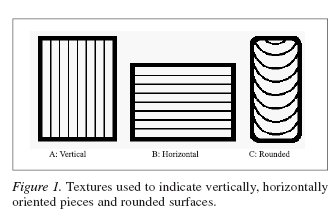 A: Vertical
B: Horizontal
C: Rounded
Figure 1. Textures used to indicate vertically, horizontally
oriented pieces and rounded surfaces.